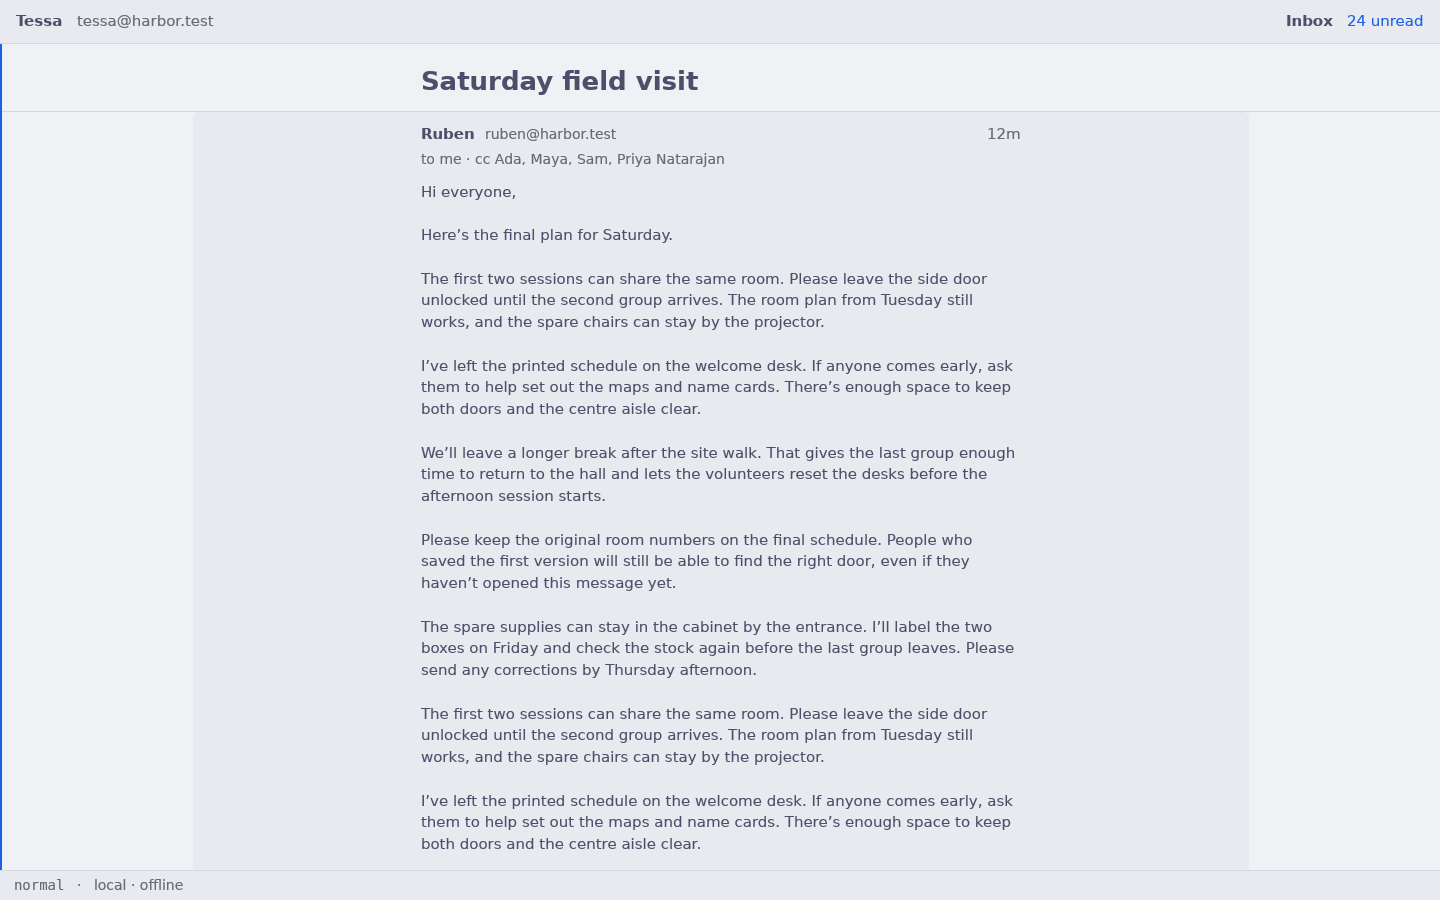 Tessa tessa@harbor.test Inbox 24 unread
Saturday field visit
Ruben ruben@harbor.test 12m
to me · cc Ada, Maya, Sam, Priya Natarajan
Hi everyone,
Here’s the final plan for Saturday.
The first two sessions can share the same room. Please leave the side door
unlocked until the second group arrives. The room plan from Tuesday still
works, and the spare chairs can stay by the projector.
I’ve left the printed schedule on the welcome desk. If anyone comes early, ask
them to help set out the maps and name cards. There’s enough space to keep
both doors and the centre aisle clear.
We’ll leave a longer break after the site walk. That gives the last group enough
time to return to the hall and lets the volunteers reset the desks before the
afternoon session starts.
Please keep the original room numbers on the final schedule. People who
saved the first version will still be able to find the right door, even if they
haven’t opened this message yet.
The spare supplies can stay in the cabinet by the entrance. I’ll label the two
boxes on Friday and check the stock again before the last group leaves. Please
send any corrections by Thursday afternoon.
The first two sessions can share the same room. Please leave the side door
unlocked until the second group arrives. The room plan from Tuesday still
works, and the spare chairs can stay by the projector.
I’ve left the printed schedule on the welcome desk. If anyone comes early, ask
them to help set out the maps and name cards. There’s enough space to keep
both doors and the centre aisle clear.
normal · local · offline